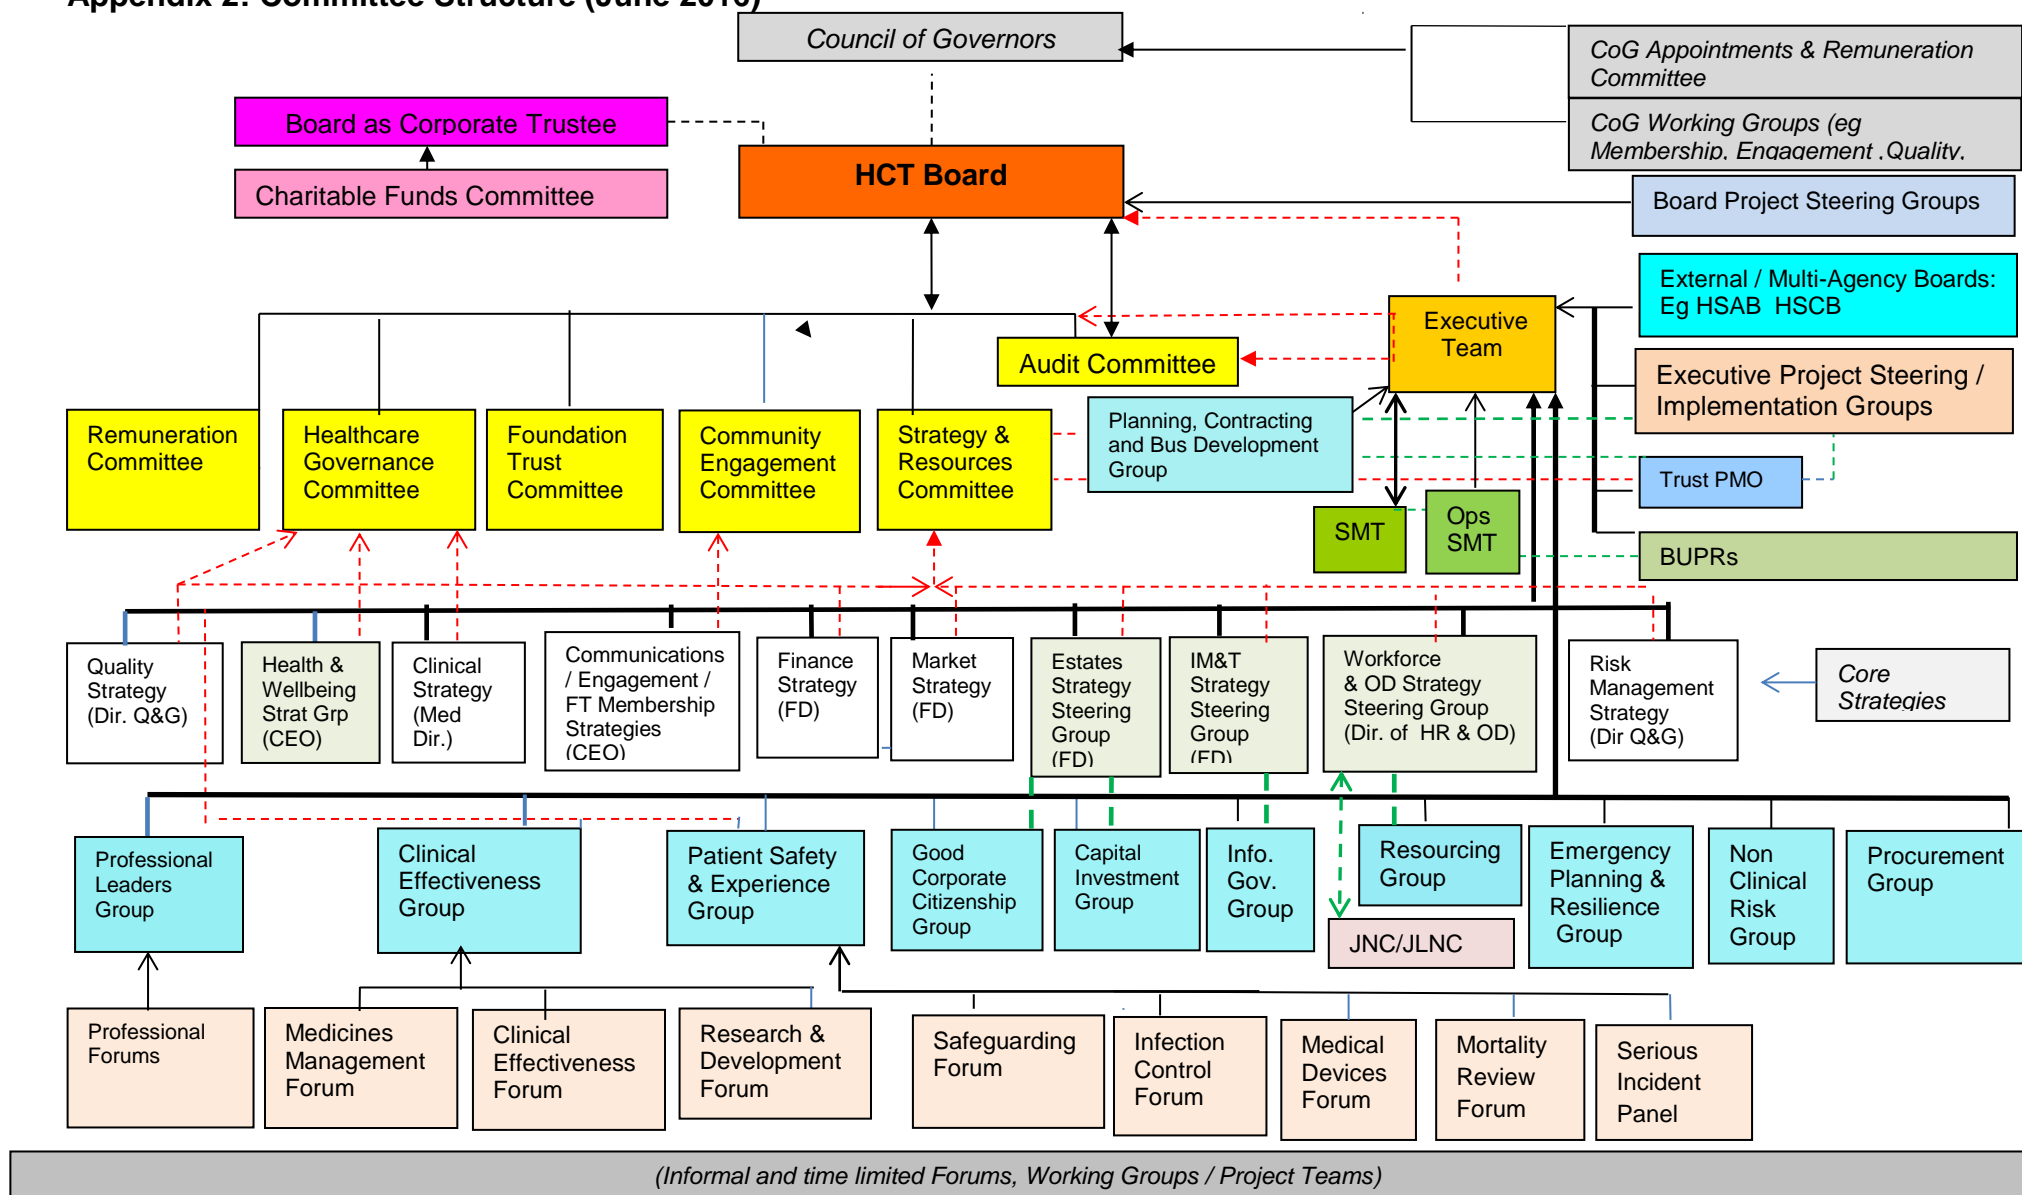 Appendix 2: Committee Structure (June 2016)
Council of Governors
CoG Appointments & Remuneration
Committee
CoG Working Groups (eg
Membership, Engagement ,Quality,
Board as Corporate Trustee
Charitable Funds Committee
HCT Board
Board Project Steering Groups
External / Multi-Agency Boards:
Eg HSAB  HSCB
Executive
Team
Audit Committee
Executive Project Steering /
Implementation Groups
Remuneration
Committee
Healthcare
Governance
Committee
Foundation
Trust
Committee
Community
Engagement
Committee
Strategy &
Resources
Committee
Planning, Contracting
and Bus Development
Group
Trust PMO
SMT
Ops
SMT
BUPRs
Quality
Strategy
(Dir. Q&G)
Health &
Wellbeing
Strat Grp
(CEO)
Clinical
Strategy
(Med
Dir.)
Communications
/ Engagement /
FT Membership
Strategies
(CEO)
Finance
Strategy
(FD)
Market
Strategy
(FD)
Estates
Strategy
Steering
Group
(FD)
IM&T
Strategy
Steering
Group
(FD)
Workforce
& OD Strategy
Steering Group
(Dir. of  HR & OD)
Risk
Management
Strategy
(Dir Q&G)
Core
Strategies
Professional
Leaders
Group
Clinical
Effectiveness
Group
Patient Safety
& Experience
Group
Good
Corporate
Citizenship
Group
Capital
Investment
Group
Info.
Gov.
Group
Resourcing
Group
JNC/JLNC
Emergency
Planning &
Resilience
Group
Non
Clinical
Risk
Group
Procurement
Group
Professional
Forums
Medicines
Management
Forum
Clinical
Effectiveness
Forum
Research &
Development
Forum
Safeguarding
Forum
Infection
Control
Forum
Medical
Devices
Forum
Mortality
Review
Forum
Serious
Incident
Panel
(Informal and time limited Forums, Working Groups / Project Teams)